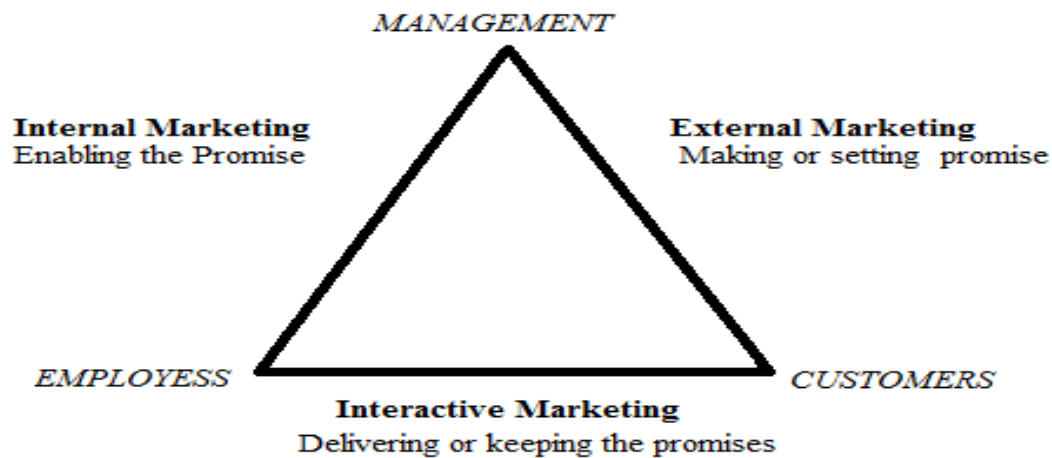 MANAGEMENT
Internal Marketing
Enabling the Promise
External Marketing
Making or setting promise
EMPLOYESS
CUSTOMERS
Interactive Marketing
Delivering or keeping the promises